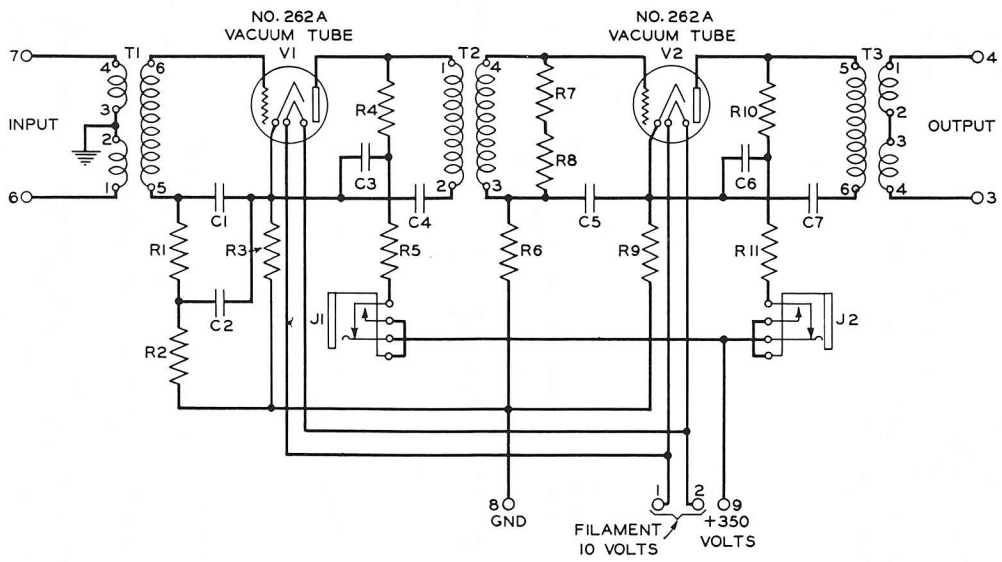 NO. 262A
VACUUM TUBE
V1
NO. 262A
VACUUM TUBE
V2
7
T1
4
6
3
2
1
5
INPUT
6
R4
C3
T2
1
4
2
3
R7
R8
R10
C6
T3
5
1
2
3
6
4
4
OUTPUT
3
C1
R1
R3
C2
R2
C4
R5
J1
R6
C5
R9
C7
R11
J2
8
GND
1
2
FILAMENT
10 VOLTS
9
+350
VOLTS